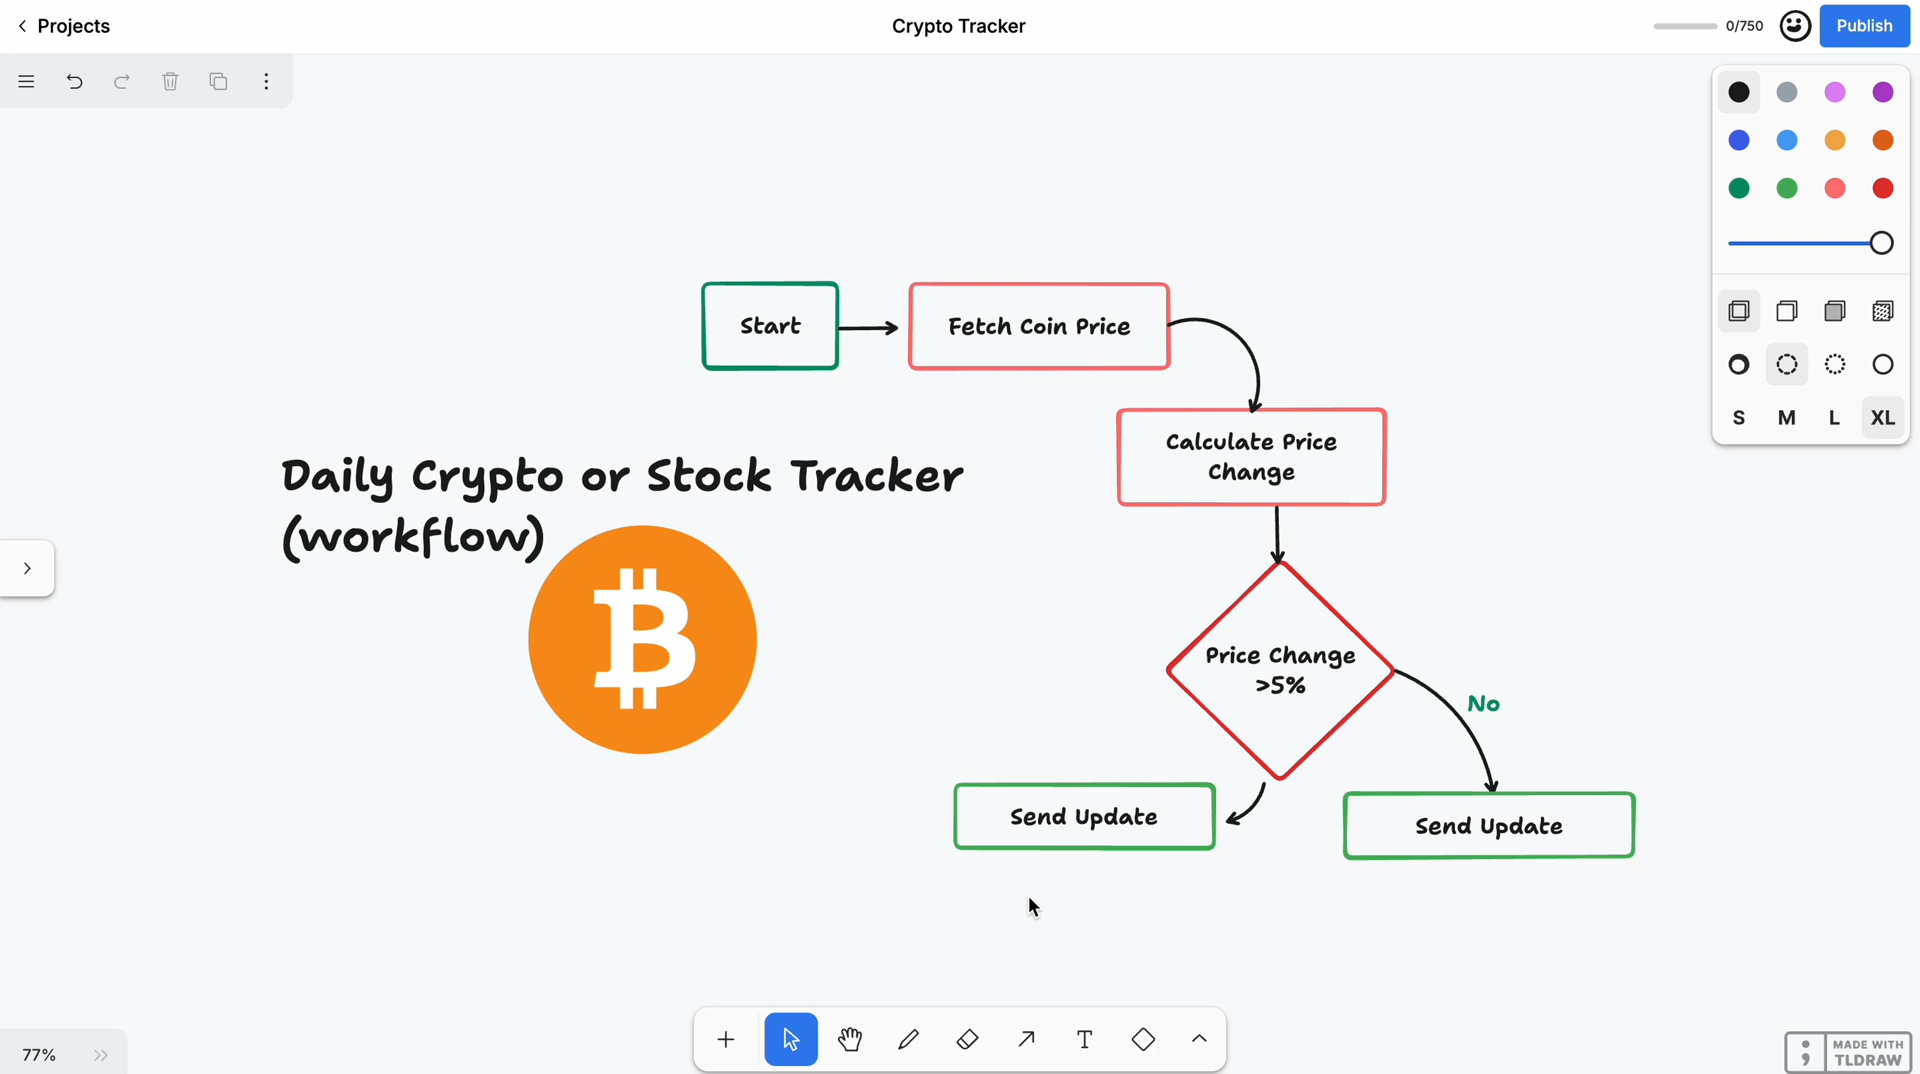 Projects
Crypto Tracker
0/750
Publish
Start
Fetch Coin Price
Calculate Price
Change
S M L XL
Daily Crypto or Stock Tracker
(workflow)
Price Change
>5%
No
Send Update
Send Update
77%
T
MADE WITH
TLDRAW